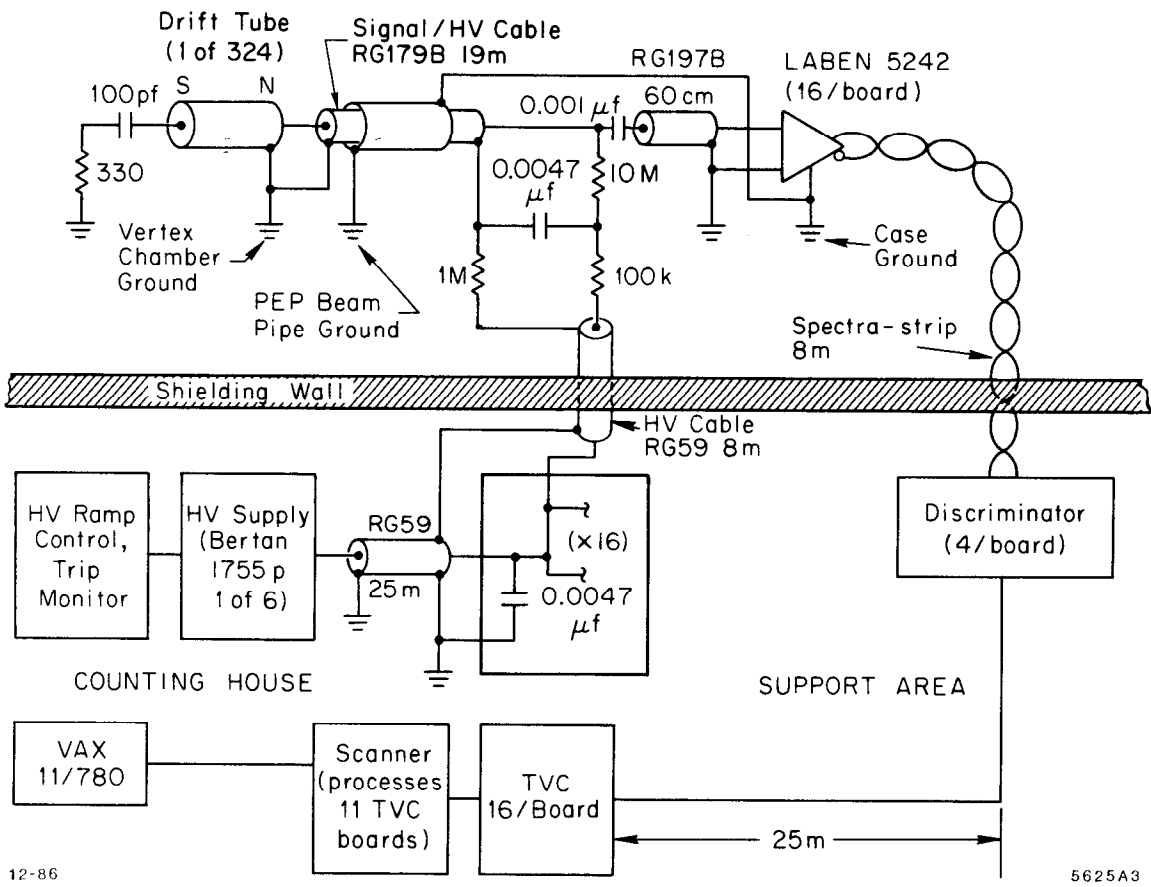 Drift Tube
(1 of 324)
Signal/HV Cable
RG179B 19m
RG197B
LABEN 5242
(16/board)
S
N
100pf
0.001 μf
60cm
330
0.0047
μf
10M
Vertex
Chamber
Ground
1M
100k
Case
Ground
PEP Beam
Pipe Ground
Spectra-strip
8m
Shielding Wall
HV Cable
RG59 8m
HV Ramp
Control,
Trip
Monitor
HV Supply
(Bertan
1755p
1 of 6)
RG59
25m
(×16)
0.0047
μf
Discriminator
(4/board)
COUNTING HOUSE
SUPPORT AREA
VAX
11/780
Scanner
(processes
11 TVC
boards)
TVC
16/Board
25m
12-86
5625A3